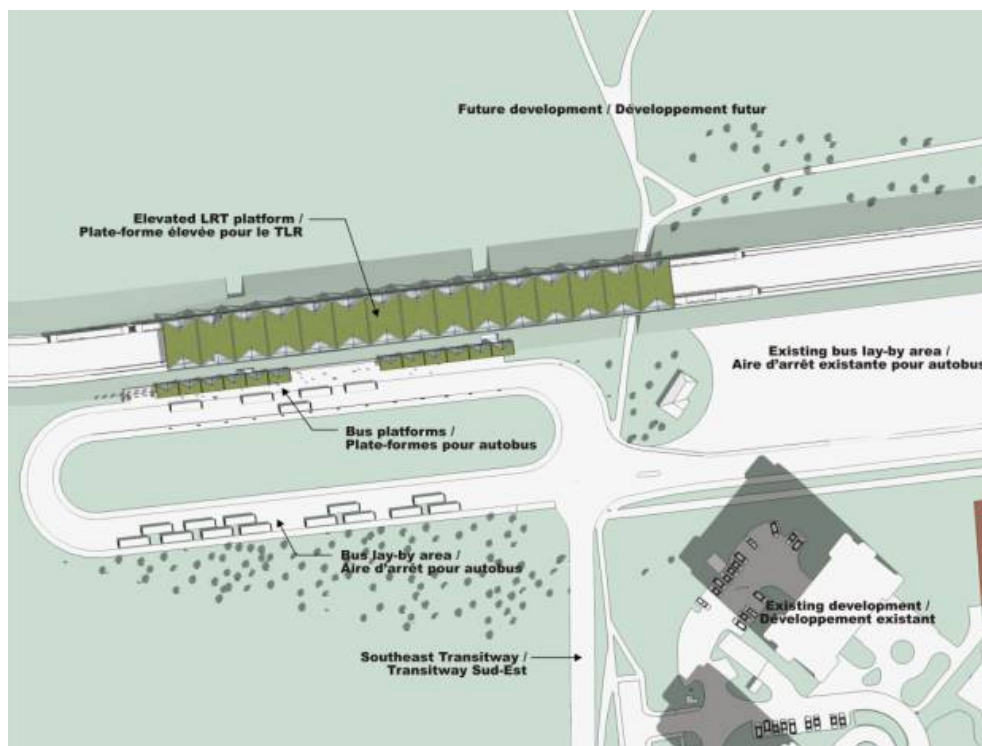 Future development / Développement futur
Elevated LRT platform /
Plate-forme élevée pour le TLR
Existing bus lay-by area /
Aire d'arrêt existante pour autobus
Bus platforms /
Plate-formes pour autobus
Bus lay-by area /
Aire d'arrêt pour autobus
Existing development /
Développement existant
Southeast Transitway /
Transitway Sud-Est